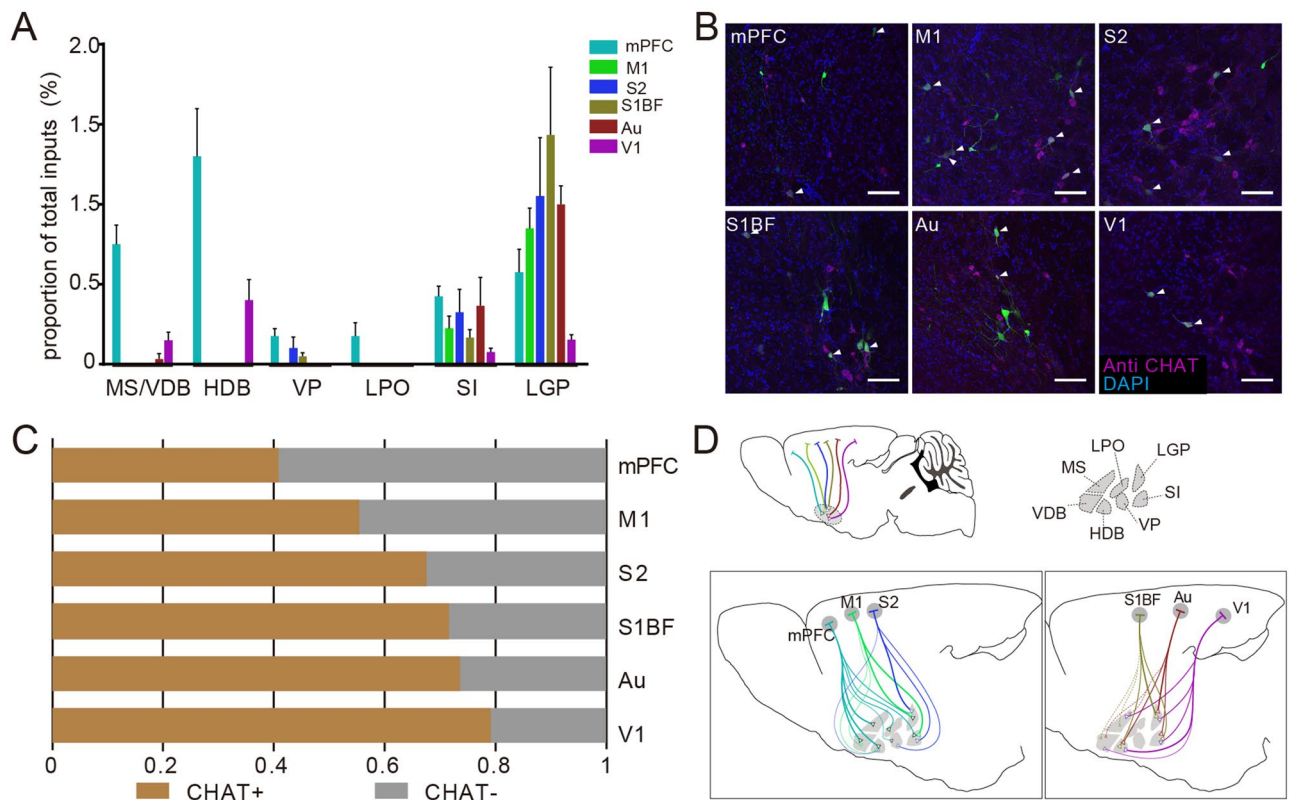 A
proportion of total inputs (%)
2.0
1.5
1.5
0.5
0
MS/VDB HDB VP LPO SI LGP
mPFC
M1
S2
S1BF
Au
V1
B
mPFC
M1
S2
S1BF
Au
V1
Anti CHAT
DAPI
C
mPFC
M1
S2
S1BF
Au
V1
0 0.2 0.4 0.6 0.8 1
CHAT+ CHAT-
D
LPO
LGP
MS
SI
VDB
HDB
VP
M1 S2
mPFC
S1BF Au V1